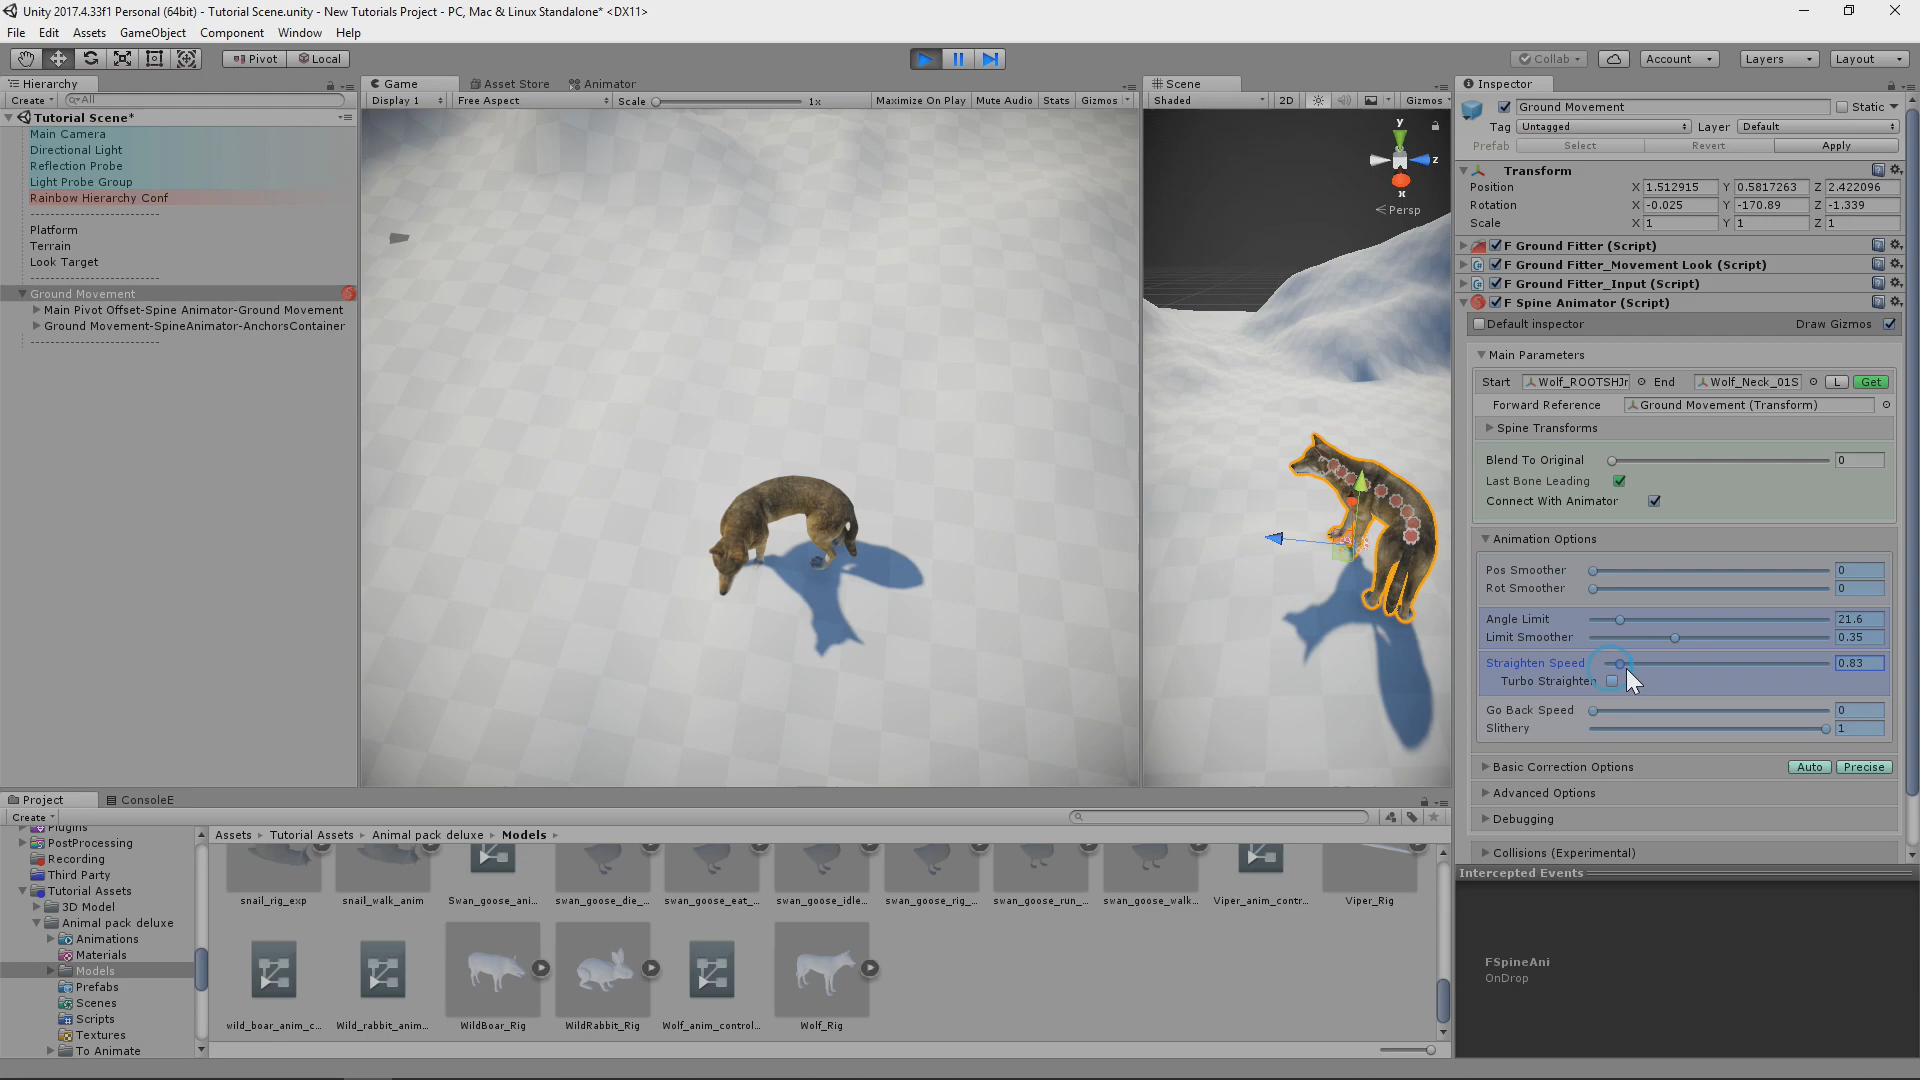 Unity 2017.4.33f1 Personal (64bit) - Tutorial Scene.unity - New Tutorials Project - PC, Mac & Linux Standalone* <DX11>
File Edit Assets GameObject Component Window Help
Pivot Local Collab Account Layers Layout
Hierarchy
Create All
Tutorial Scene*
Main Camera
Directional Light
Reflection Probe
Light Probe Group
Rainbow Hierarchy Conf
-----------------------
Platform
Terrain
Look Target
-----------------------
Ground Movement
Main Pivot Offset-Spine Animator-Ground Movement
Ground Movement-SpineAnimator-AnchorsContainer
-----------------------
Game Asset Store Animator
Display 1 Free Aspect Scale 1x Maximize On Play Mute Audio Stats Gizmos
Scene
Shaded 2D Gizmos
y
z
x
Persp
Inspector
Ground Movement Static
Tag Untagged Layer Default
Prefab Select Revert Apply
Transform
Position X 1.512915 Y 0.5817263 Z 2.422096
Rotation X -0.025 Y -170.89 Z -1.339
Scale X 1 Y 1 Z 1
F Ground Fitter (Script)
F Ground Fitter_Movement Look (Script)
F Ground Fitter_Input (Script)
F Spine Animator (Script)
Default inspector Draw Gizmos
Main Parameters
Start Wolf_ROOTSHJr End Wolf_Neck_01S L Get
Forward Reference Ground Movement (Transform)
Spine Transforms
Blend To Original 0
Last Bone Leading
Connect With Animator
Animation Options
Pos Smoother 0
Rot Smoother 0
Angle Limit 21.6
Limit Smoother 0.35
Straighten Speed 0.83
Turbo Straighten
Go Back Speed 0
Slithery 1
Basic Correction Options Auto Precise
Advanced Options
Debugging
Collisions (Experimental)
Intercepted Events
FSpineAni
OnDrop
Project ConsoleE
Create
Plugins
PostProcessing
Recording
Third Party
Tutorial Assets
3D Model
Animal pack deluxe
Animations
Materials
Models
Prefabs
Scenes
Scripts
Textures
To Animate
Assets Tutorial Assets Animal pack deluxe Models
snail_rig_exp snail_walk_anim Swan_goose_ani... swan_goose_die_... swan_goose_eat_... swan_goose_idle... swan_goose_rig_... swan_goose_run_... swan_goose_walk... Viper_anim_contr... Viper_Rig
wild_boar_anim_c... Wild_rabbit_anim... WildBoar_Rig WildRabbit_Rig Wolf_anim_control... Wolf_Rig